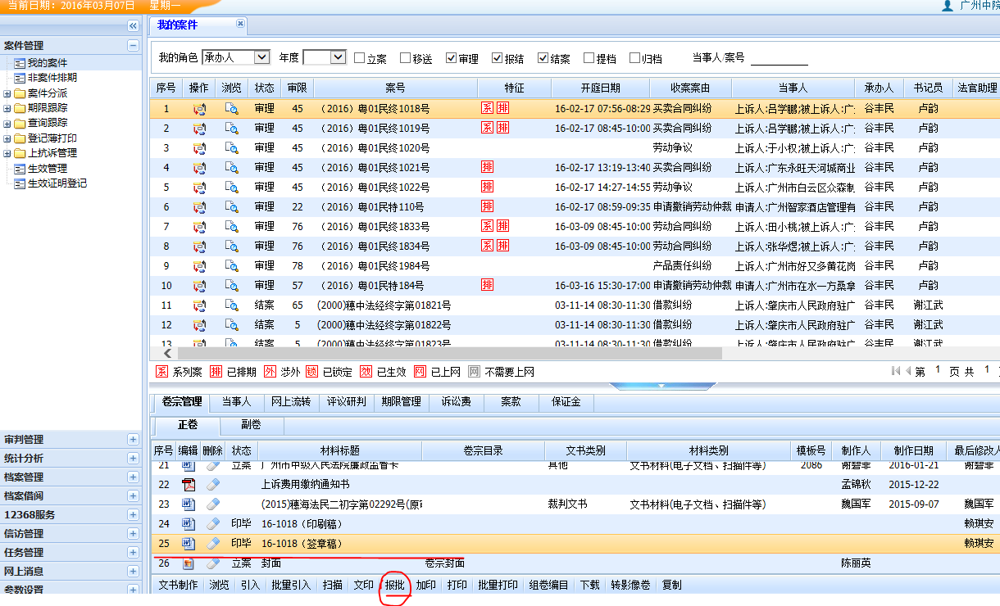 当前日期：2016年03月07日 星期一
广州中院
案件管理
我的案件
非案件排期
案件分派
期限跟踪
查询跟踪
登记薄打印
上抗诉管理
生效管理
生效证明登记
审判管理
统计分析
档案管理
档案借阅
12368服务
信访管理
任务管理
网上消息
参数设置
我的案件
我的角色 承办人 年度 立案 移送 审理 报结 结案 提档 归档 当事人/案号
序号 操作 浏览 状态 审限 案号 特征 开庭日期 收案案由 当事人 承办人 书记员 法官助理
1 审理 45 （2016）粤01民终1018号 系 排 16-02-17 07:56-08:29 买卖合同纠纷 上诉人:吕学鹏;被上诉人:广 谷丰民 卢韵
2 审理 45 （2016）粤01民终1019号 系 排 16-02-17 08:45-10:00 买卖合同纠纷 上诉人:吕学鹏;被上诉人:广 谷丰民 卢韵
3 审理 45 （2016）粤01民终1020号 劳动争议 上诉人:于小权;被上诉人:广 谷丰民 卢韵
4 审理 45 （2016）粤01民终1021号 排 16-02-17 13:19-13:40 买卖合同纠纷 上诉人:广东永旺天河城商业 谷丰民 卢韵
5 审理 45 （2016）粤01民终1022号 排 16-02-17 14:27-14:55 劳动争议 上诉人:广州市白云区众森制 谷丰民 卢韵
6 审理 22 （2016）粤01民特110号 排 16-02-17 08:59-09:35 申请撤销劳动仲裁 申请人:广州智家酒店管理有 谷丰民 卢韵
7 审理 76 （2016）粤01民终1833号 系 排 16-03-09 08:45-10:00 劳动合同纠纷 上诉人:田小桃;被上诉人:广 谷丰民 卢韵
8 审理 76 （2016）粤01民终1834号 系 排 16-03-09 08:45-10:00 劳动合同纠纷 上诉人:张华煜;被上诉人:广 谷丰民 卢韵
9 审理 78 （2016）粤01民终1984号 产品责任纠纷 上诉人:广州市好又多黄花岗 谷丰民 卢韵
10 审理 57 （2016）粤01民特184号 排 16-03-16 15:30-17:00 申请撤销劳动仲裁 申请人:广州市在水一方桑拿 谷丰民 卢韵
11 结案 65 (2000)穗中法经终字第01821号 03-11-14 08:30-11:30 借款纠纷 上诉人:肇庆市人民政府驻广 谷丰民 谢江武
12 结案 5 (2000)穗中法经终字第01822号 03-11-14 08:30-11:30 借款纠纷 上诉人:肇庆市人民政府驻广 谷丰民 谢江武
13 结案 5 (2000)穗中法经终字第01823号 03-11-14 08:30-11:30 借款纠纷 上诉人:肇庆市人民政府驻广 谷丰民 谢江武
系 系列案 排 已排期 外 涉外 锁 已锁定 效 已生效 网 已上网 网 不需要上网 第 1 页 共 1
卷宗管理 当事人 网上流转 评议研判 期限管理 诉讼费 案款 保证金
正卷 副卷
序号 编辑 删除 状态 材料标题 卷宗目录 文书类别 材料类别 模板号 制作人 制作日期 最后修改人
21 立案 广州市中级人民法院廉政监督卡 其他 文书材料(电子文档、扫描件等) 2086 谢碧菲 2016-01-21 谢碧菲
22 上诉费用缴纳通知书 孟锦秋 2015-12-22
23 (2015)穗海法民二初字第02292号(原 裁判文书 文书材料(电子文档、扫描件等) 魏国军 2015-09-07 魏国军
24 印毕 16-1018（印刷稿） 赖琪安
25 印毕 16-1018（签章稿） 赖琪安
26 立案 封面 卷宗封面 陈丽英
文书制作 浏览 引入 批量引入 扫描 文印 报批 加印 打印 批量打印 组卷编目 下载 转影像卷 复制